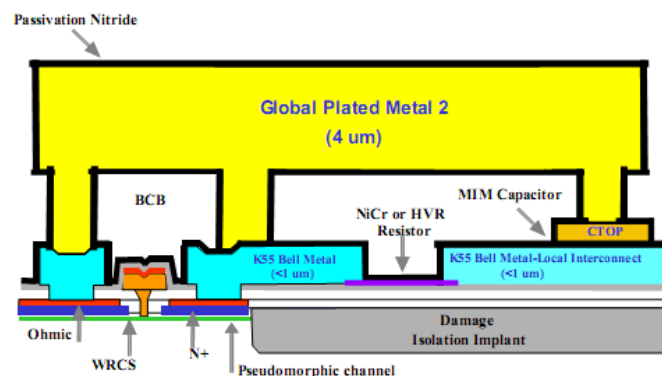 Passivation Nitride
Global Plated Metal 2
(4 um)
BCB
MIM Capacitor
NiCr or HVR
Resistor
CTOP
K55 Bell Metal
(<1 um)
K55 Bell Metal-Local Interconnect
(<1 um)
Ohmic
WRCS
N+
Pseudomorphic channel
Damage
Isolation Implant